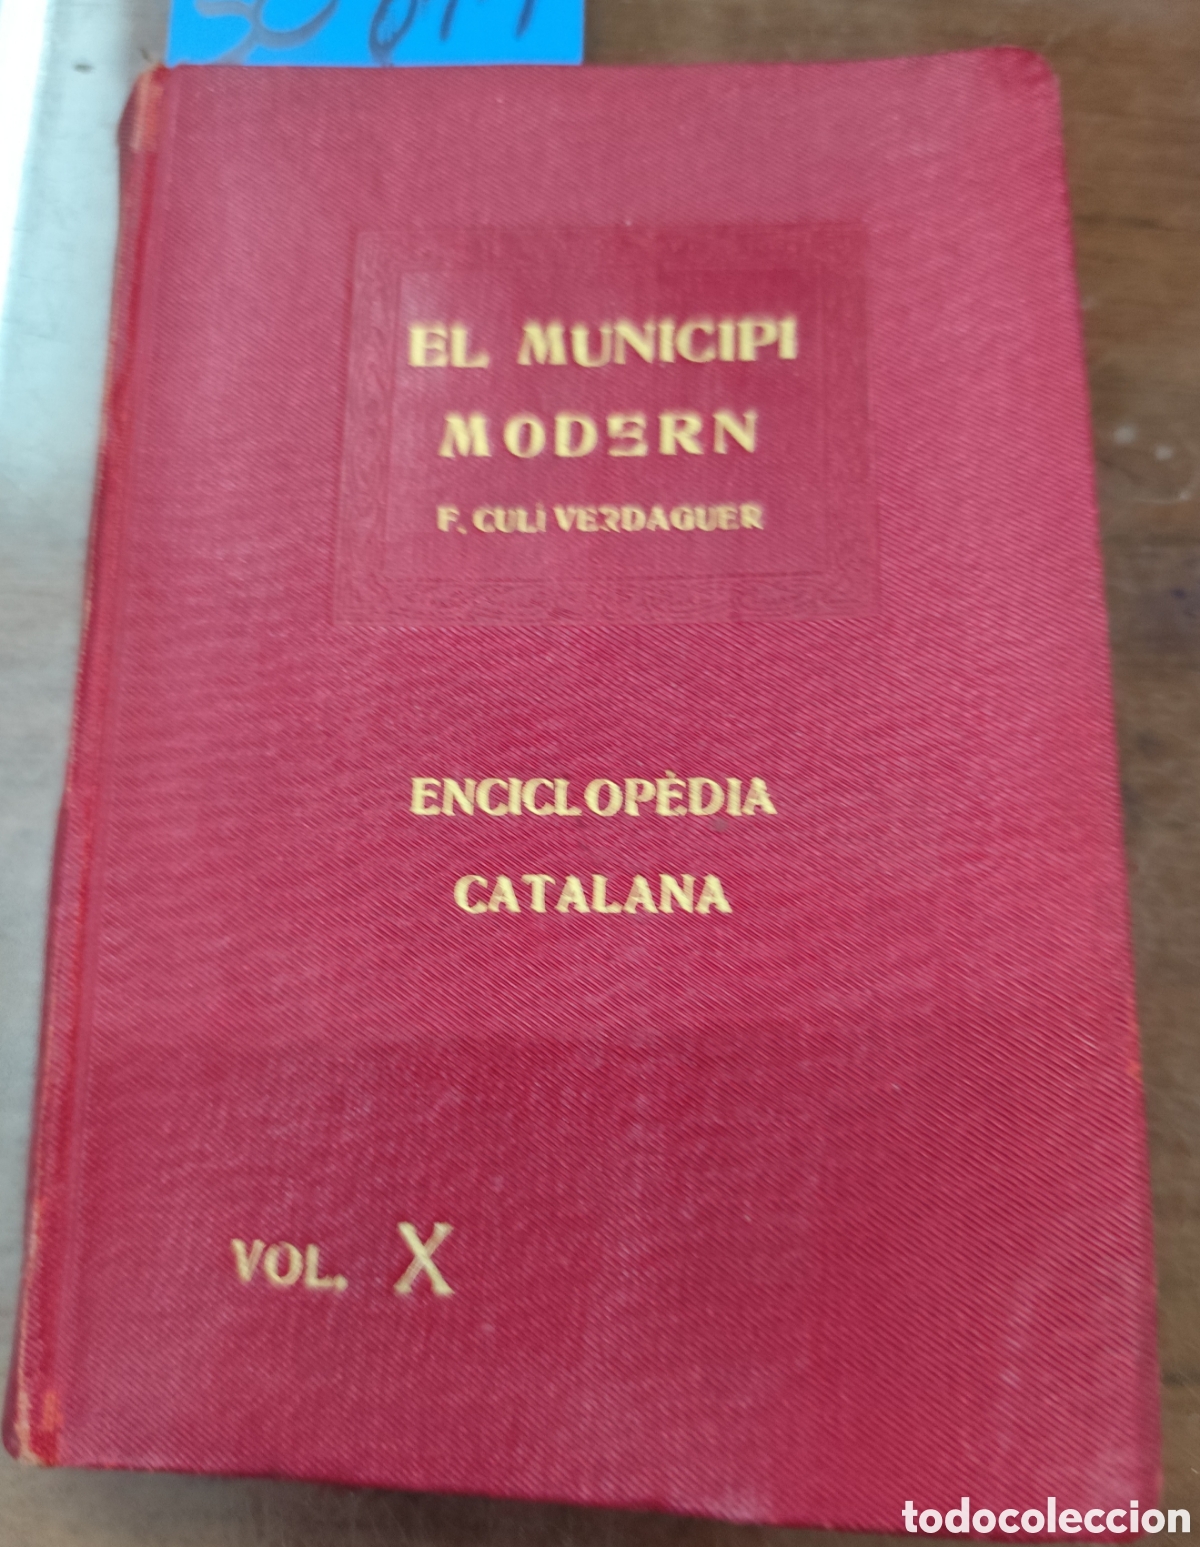 EL MUNICIPI
MODERN
F. CULÍ VERDAGUER
ENCICLOPÈDIA
CATALANA
VOL. X
todocoleccion